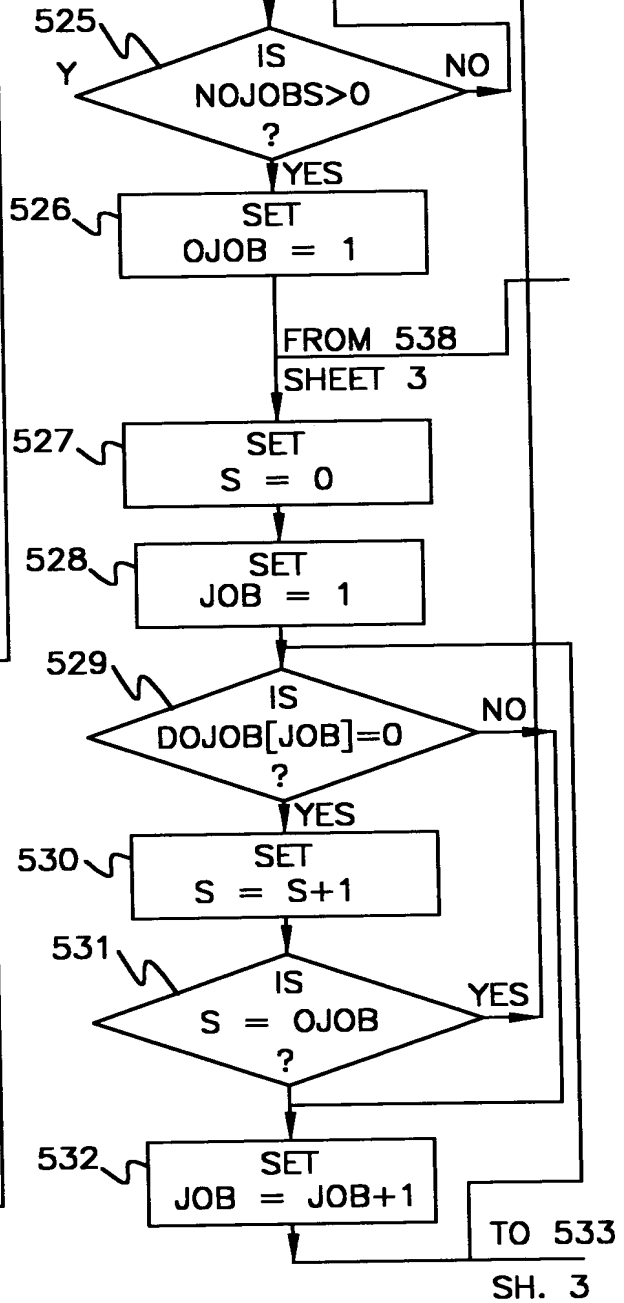 525
Y
IS
NOJOBS>0
?
NO
YES
526
SET
OJOB = 1
FROM 538
SHEET 3
527
SET
S = 0
528
SET
JOB = 1
529
IS
DOJOB[JOB]=0
?
NO
YES
530
SET
S = S+1
531
IS
S = OJOB
?
YES
532
SET
JOB = JOB+1
TO 533
SH. 3